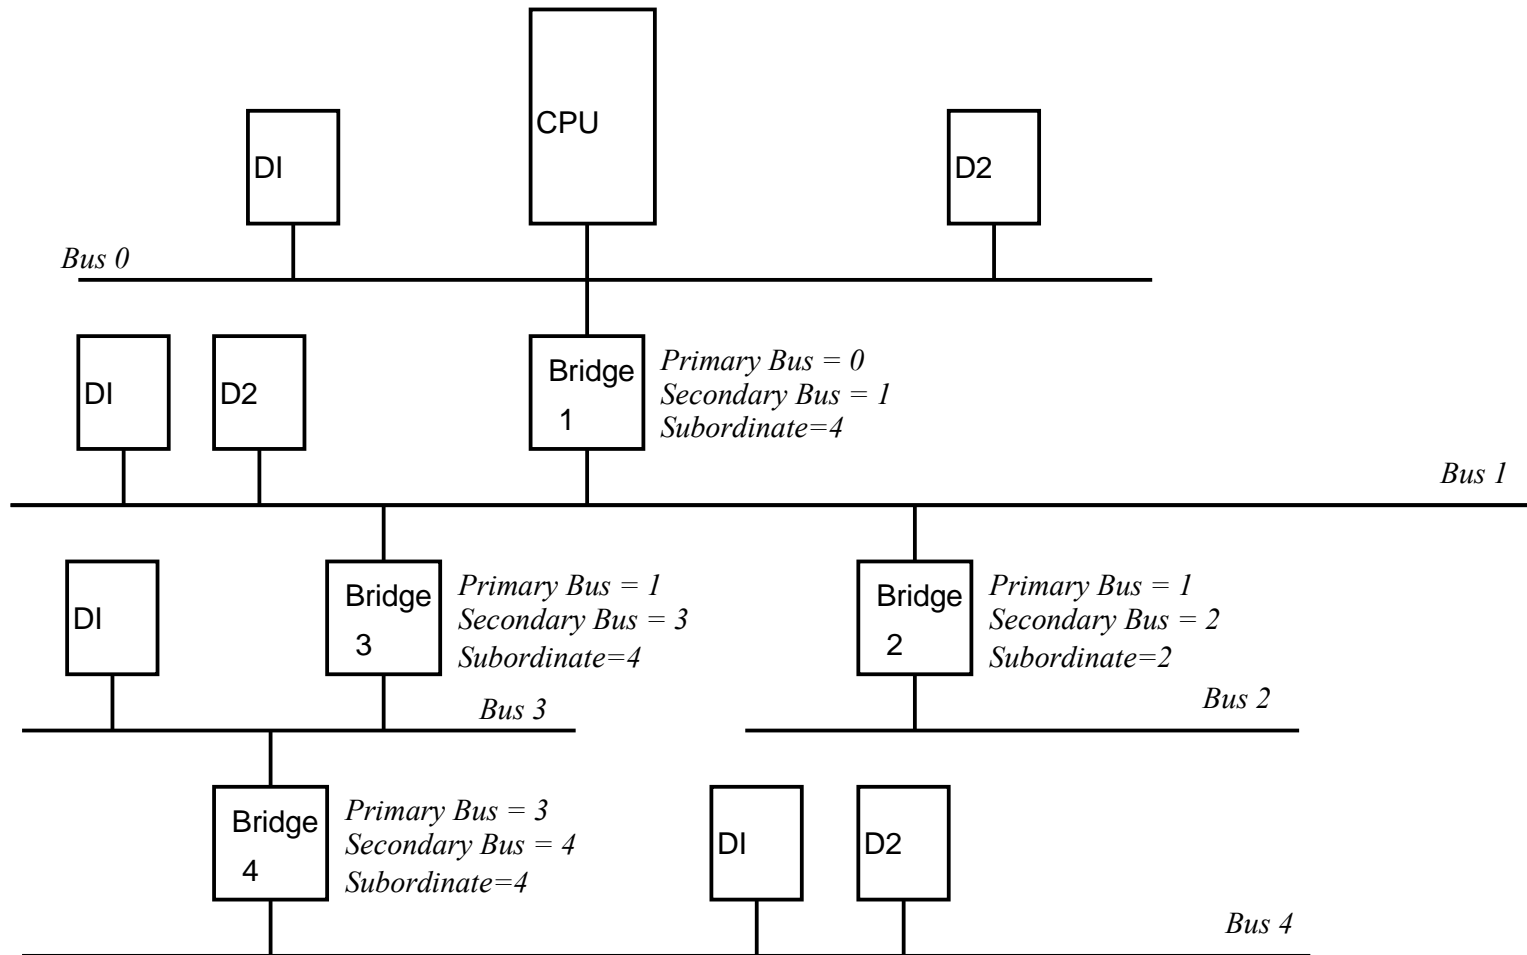 CPU
DI
D2
Bus 0
DI
D2
Bridge
1
Primary Bus = 0
Secondary Bus = 1
Subordinate=4
Bus 1
DI
Bridge
3
Primary Bus = 1
Secondary Bus = 3
Subordinate=4
Bridge
2
Primary Bus = 1
Secondary Bus = 2
Subordinate=2
Bus 3
Bus 2
Bridge
4
Primary Bus = 3
Secondary Bus = 4
Subordinate=4
DI
D2
Bus 4